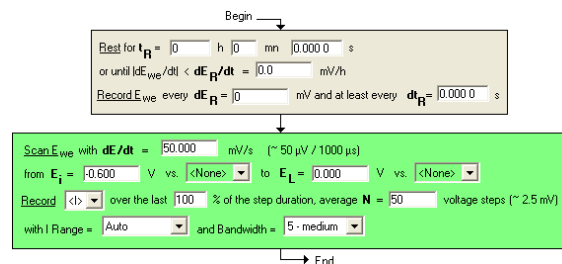 Begin
Rest for tR = 0 h 0 mn 0.000 0 s
or until |dEwe/dt| < dER/dt = 0.0 mV/h
Record Ewe every dER = 0 mV and at least every dtR = 0.000 0 s
Scan Ewe with dE/dt = 50.000 mV/s (~ 50 µV / 1000 µs)
from Ei = -0.600 V vs. <None> to EL = 0.000 V vs. <None>
Record <I> over the last 100 % of the step duration, average N = 50 voltage steps (~ 2.5 mV)
with I Range = Auto and Bandwidth = 5 - medium
End